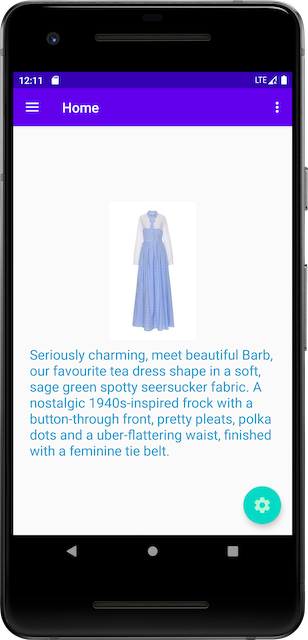 12:11
LTE
Home
Seriously charming, meet beautiful Barb,
our favourite tea dress shape in a soft,
sage green spotty seersucker fabric. A
nostalgic 1940s-inspired frock with a
button-through front, pretty pleats, polka
dots and a uber-flattering waist, finished
with a feminine tie belt.